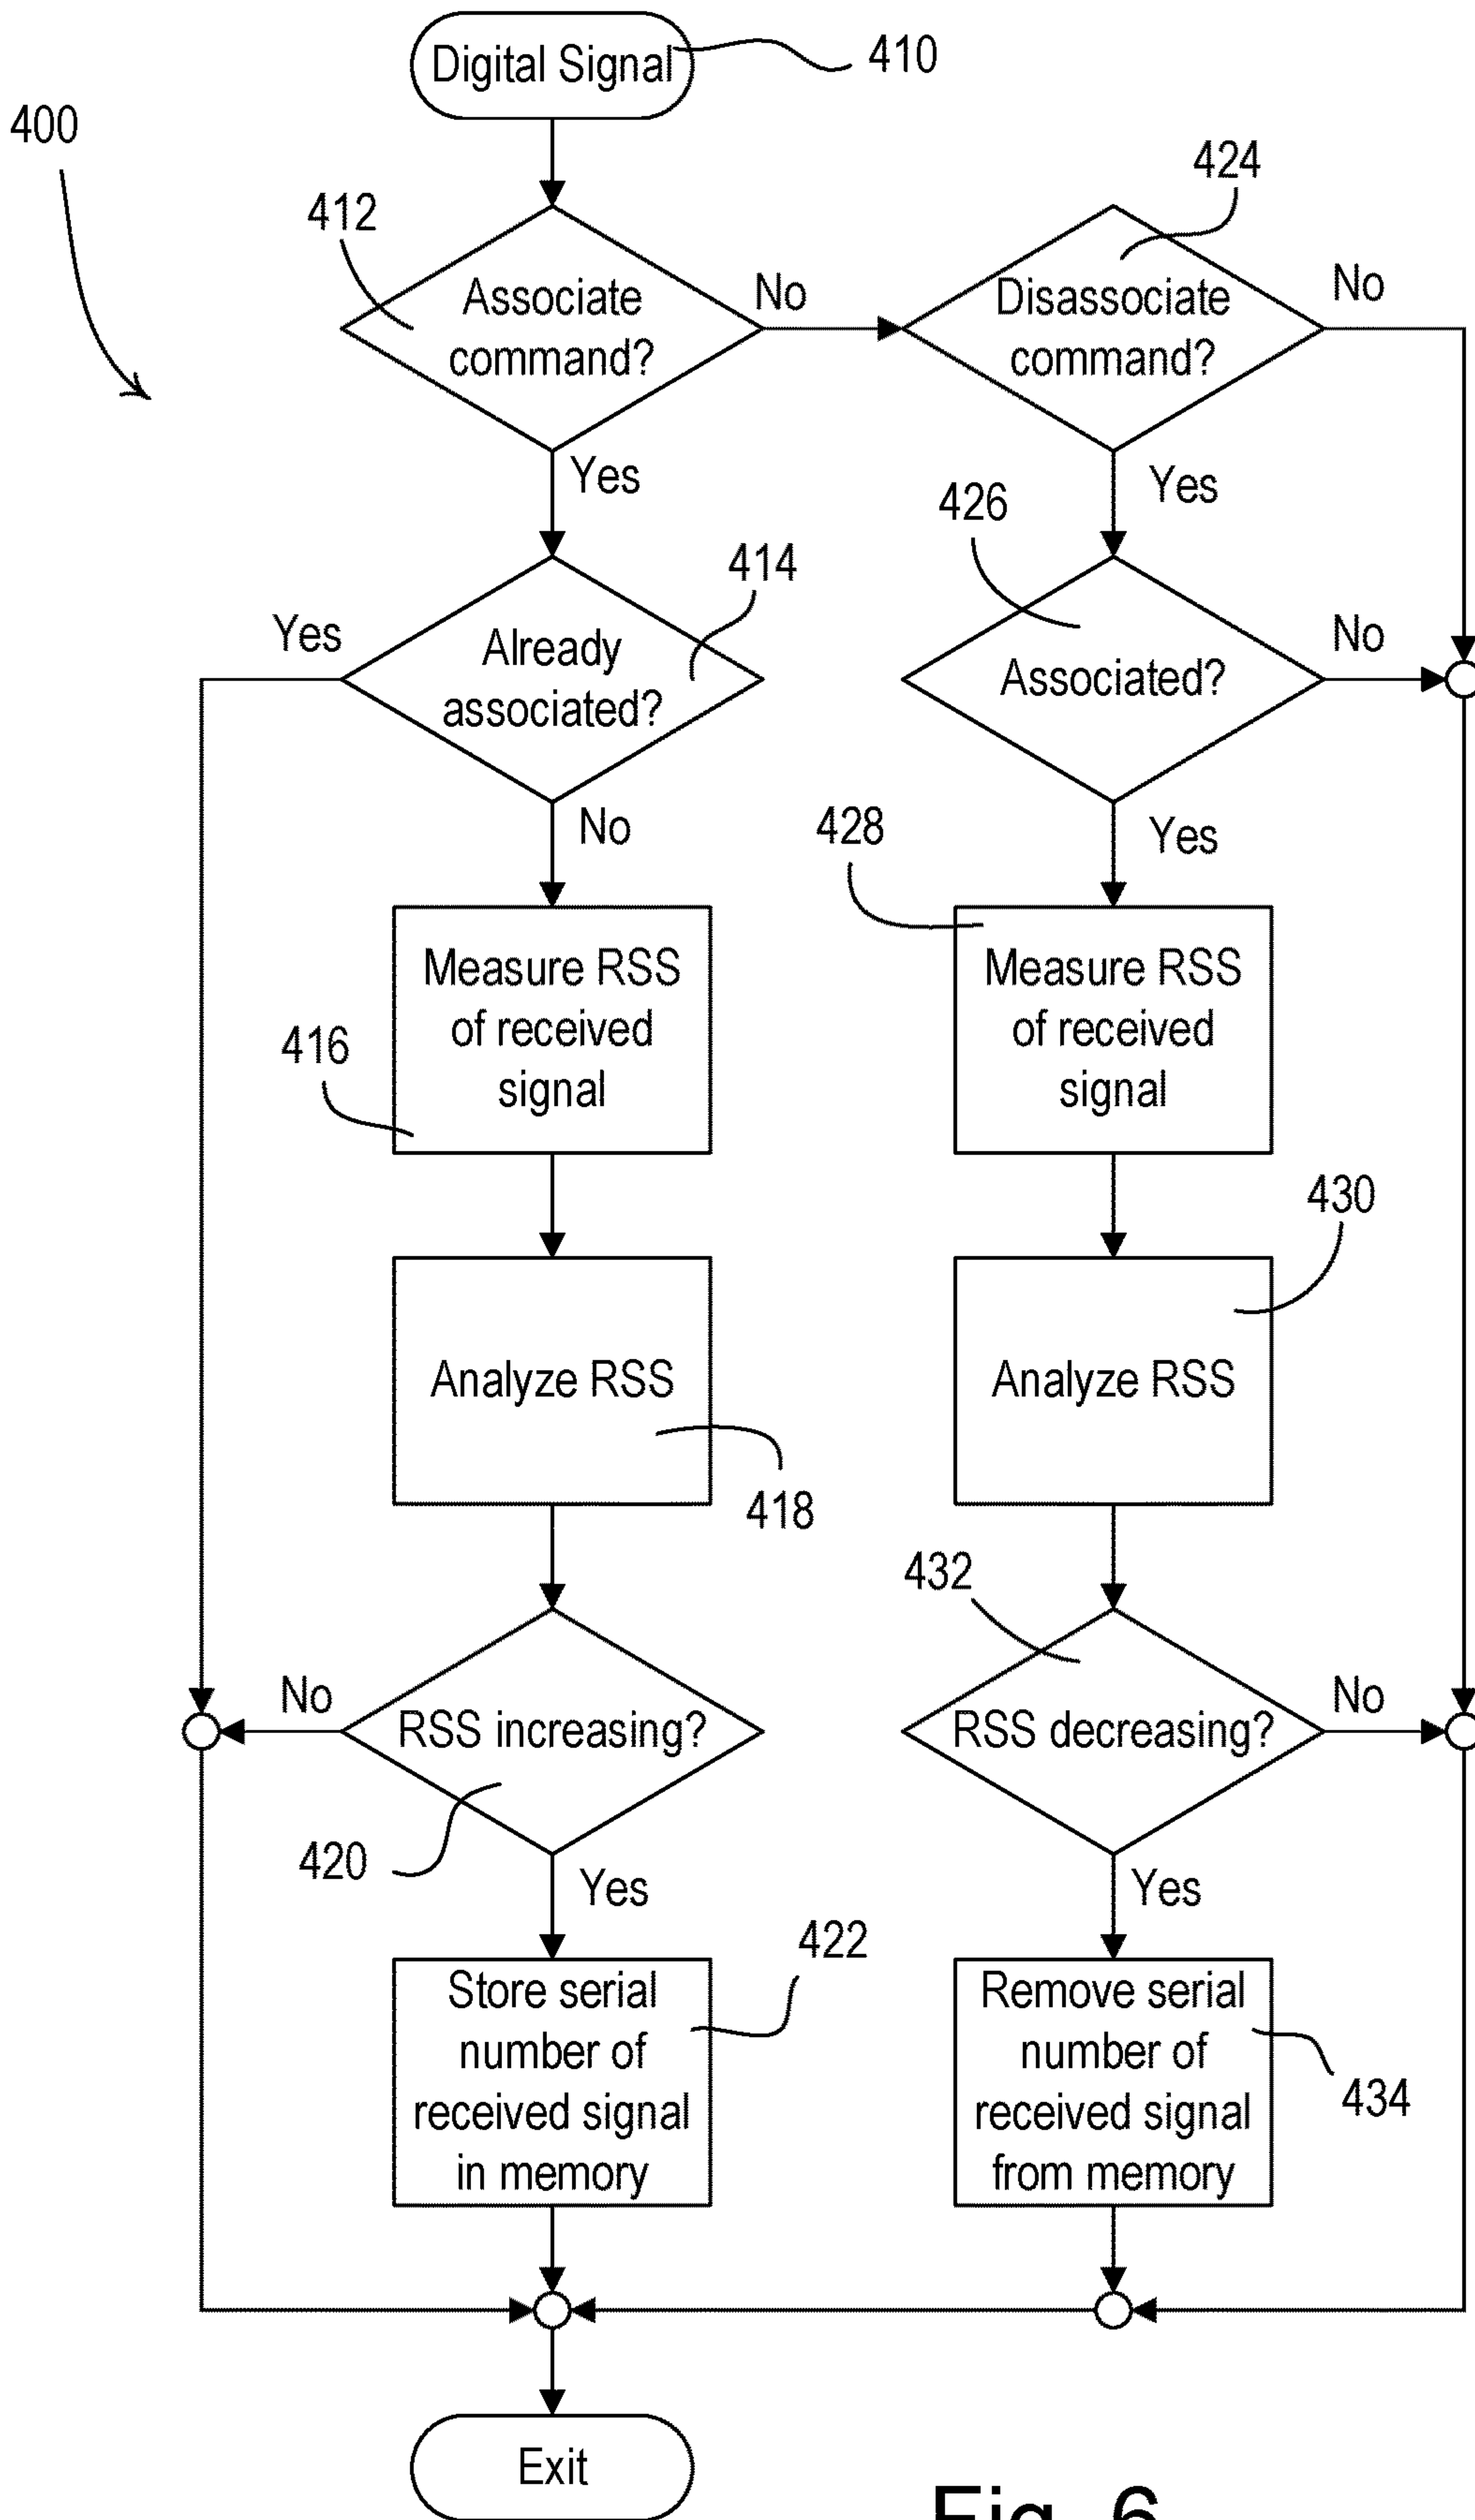 Digital Signal
410
400
424
412
Associate
command?
No
Disassociate
command?
No
Yes
Yes
426
414
Yes
Already
associated?
Associated?
No
No
428
Yes
Measure RSS
of received
signal
416
Measure RSS
of received
signal
430
Analyze RSS
418
Analyze RSS
432
No
RSS increasing?
RSS decreasing?
No
420
Yes
Yes
422
Store serial
number of
received signal
in memory
Remove serial
number of
received signal
from memory
434
Exit
Fig. 6